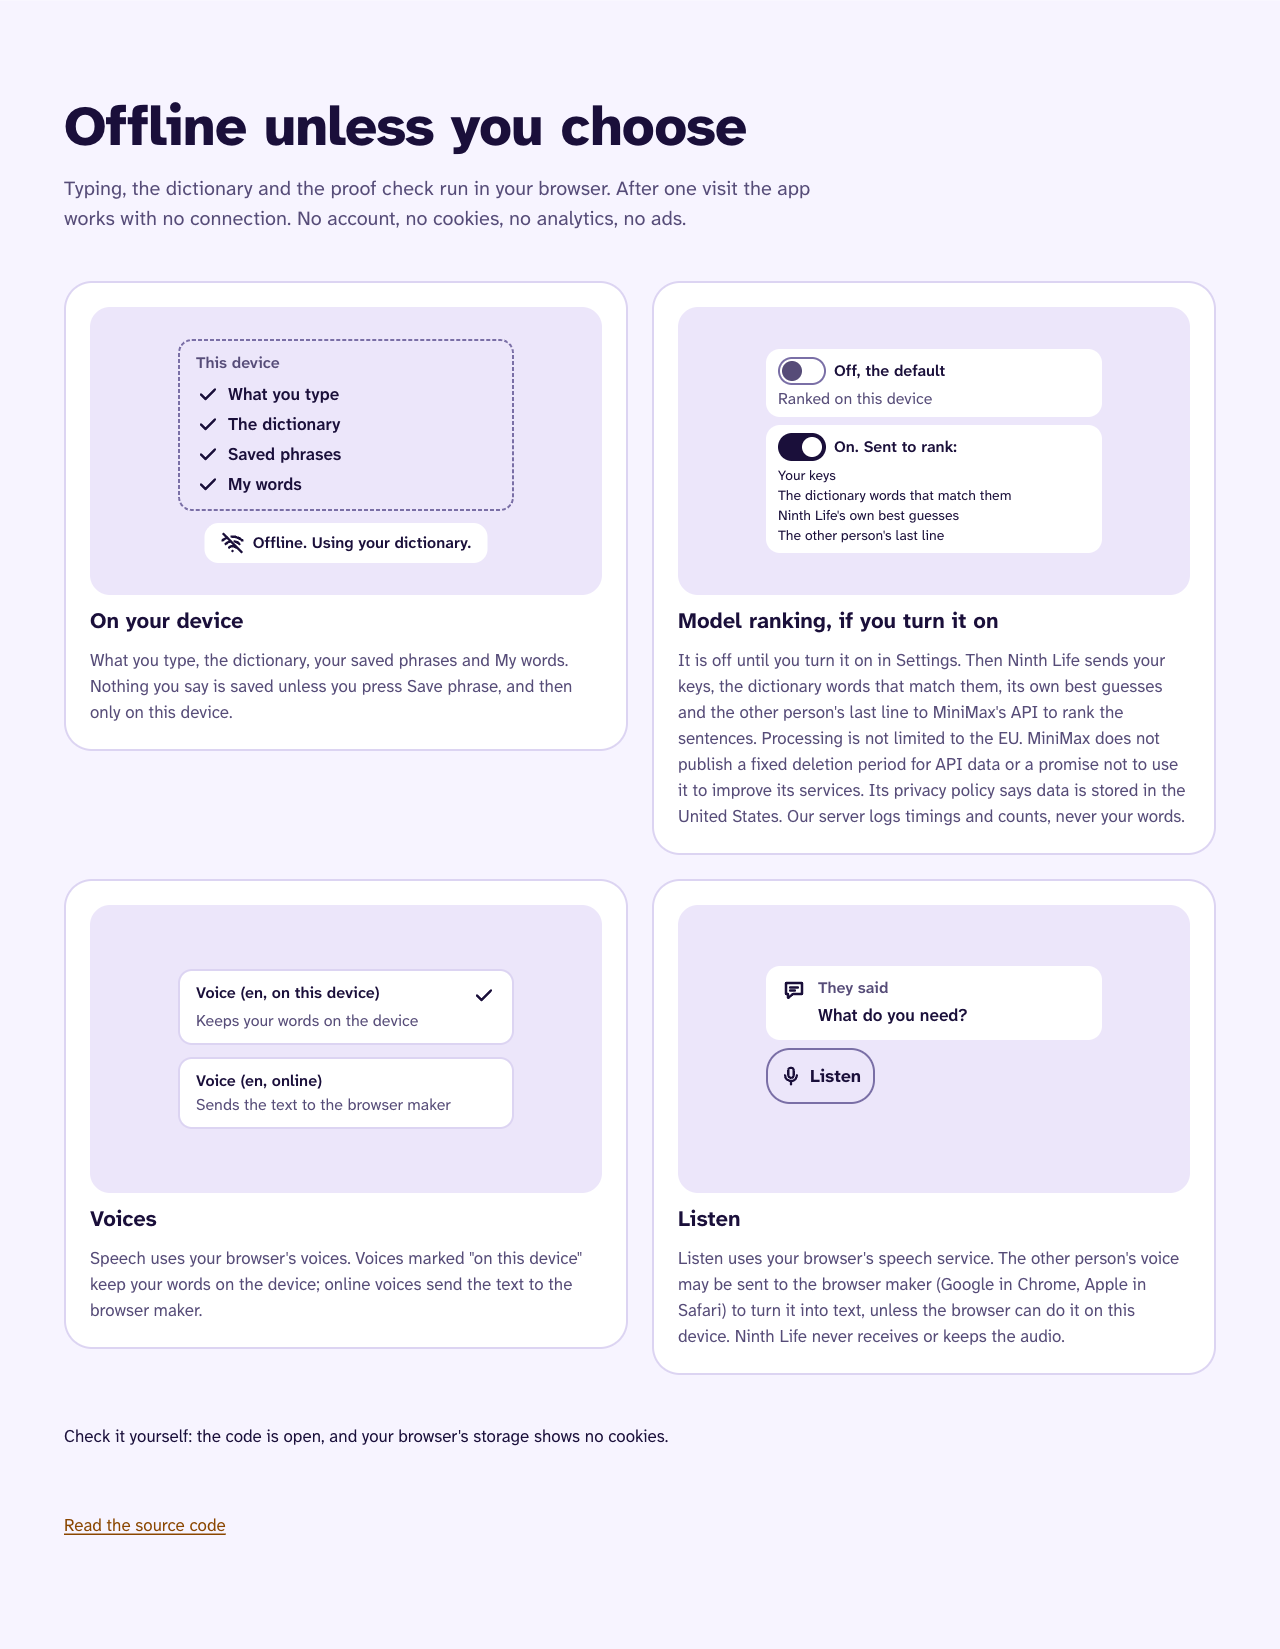 Offline unless you choose
Typing, the dictionary and the proof check run in your browser. After one visit the app
works with no connection. No account, no cookies, no analytics, no ads.
This device
What you type
The dictionary
Saved phrases
My words
Offline. Using your dictionary.
On your device
What you type, the dictionary, your saved phrases and My words.
Nothing you say is saved unless you press Save phrase, and then
only on this device.
Off, the default
Ranked on this device
On. Sent to rank:
Your keys
The dictionary words that match them
Ninth Life's own best guesses
The other person's last line
Model ranking, if you turn it on
It is off until you turn it on in Settings. Then Ninth Life sends your
keys, the dictionary words that match them, its own best guesses
and the other person's last line to MiniMax's API to rank the
sentences. Processing is not limited to the EU. MiniMax does not
publish a fixed deletion period for API data or a promise not to use
it to improve its services. Its privacy policy says data is stored in the
United States. Our server logs timings and counts, never your words.
Voice (en, on this device)
Keeps your words on the device
Voice (en, online)
Sends the text to the browser maker
Voices
Speech uses your browser's voices. Voices marked "on this device"
keep your words on the device; online voices send the text to the
browser maker.
They said
What do you need?
Listen
Listen
Listen uses your browser's speech service. The other person's voice
may be sent to the browser maker (Google in Chrome, Apple in
Safari) to turn it into text, unless the browser can do it on this
device. Ninth Life never receives or keeps the audio.
Check it yourself: the code is open, and your browser's storage shows no cookies.
Read the source code